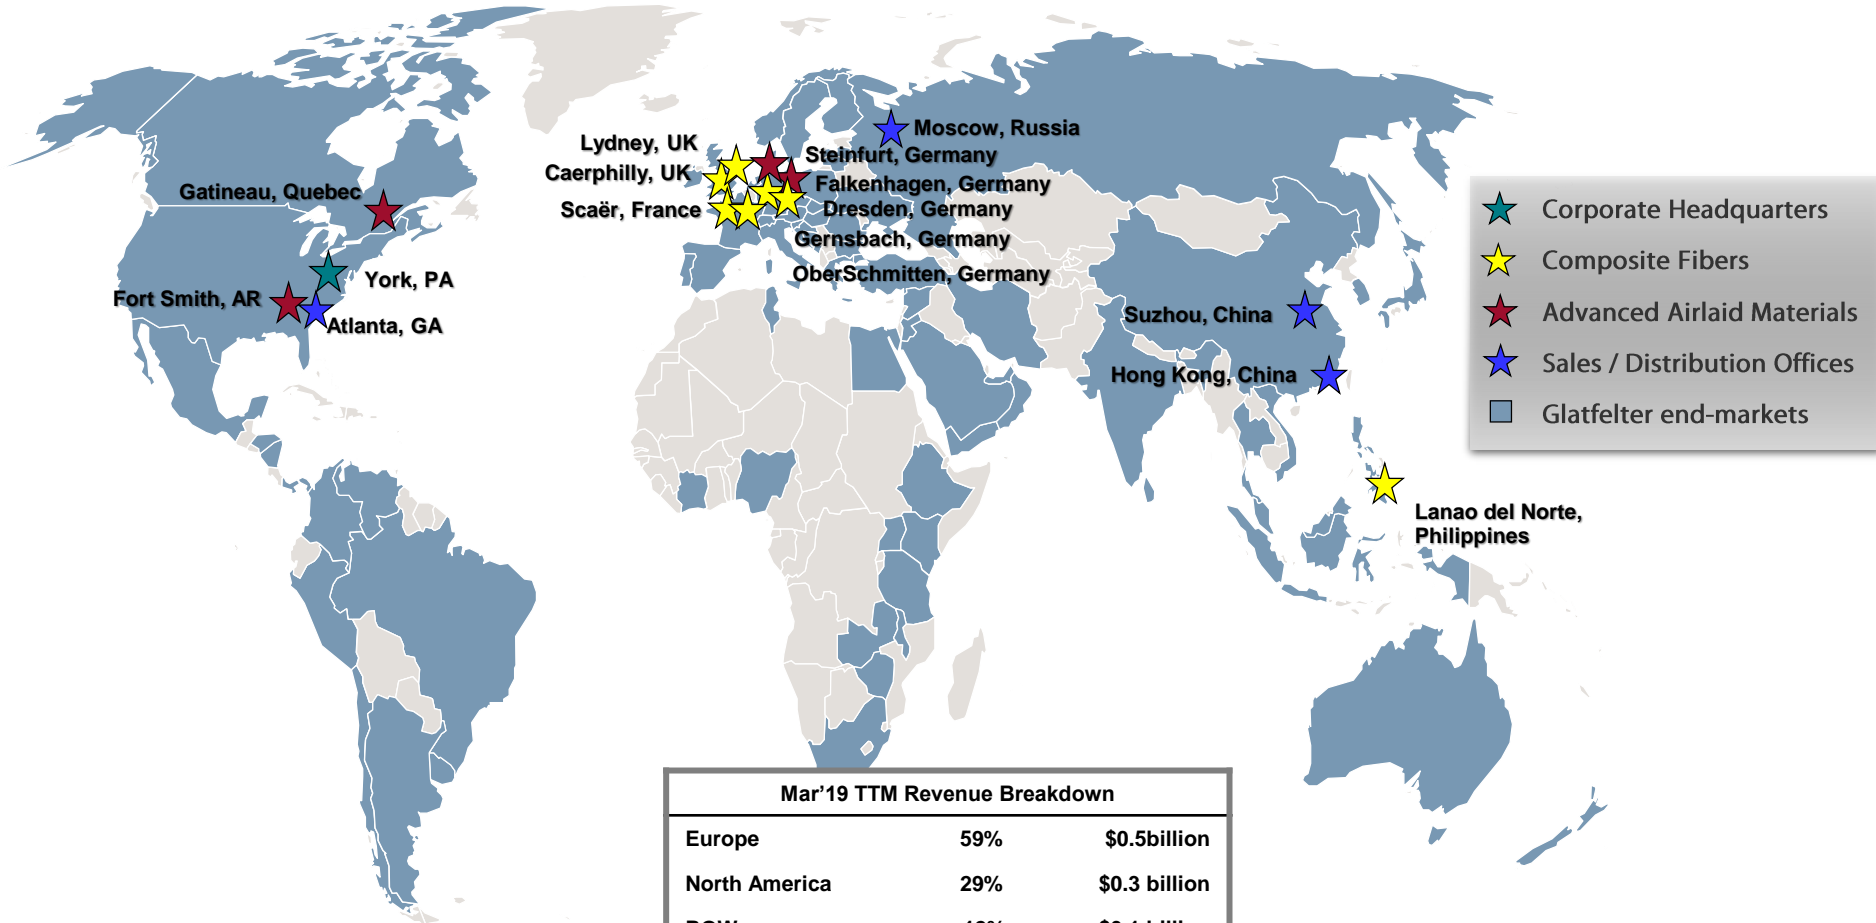 Lydney, UK
Caerphilly, UK
Scaër, France
Moscow, Russia
Steinfurt, Germany
Falkenhagen, Germany
Dresden, Germany
Gernsbach, Germany
OberSchmitten, Germany
Gatineau, Quebec
York, PA
Fort Smith, AR
Atlanta, GA
Suzhou, China
Hong Kong, China
Lanao del Norte,
Philippines
Corporate Headquarters
Composite Fibers
Advanced Airlaid Materials
Sales / Distribution Offices
Glatfelter end-markets
Mar’19 TTM Revenue Breakdown
Europe 59% $0.5billion
North America 29% $0.3 billion